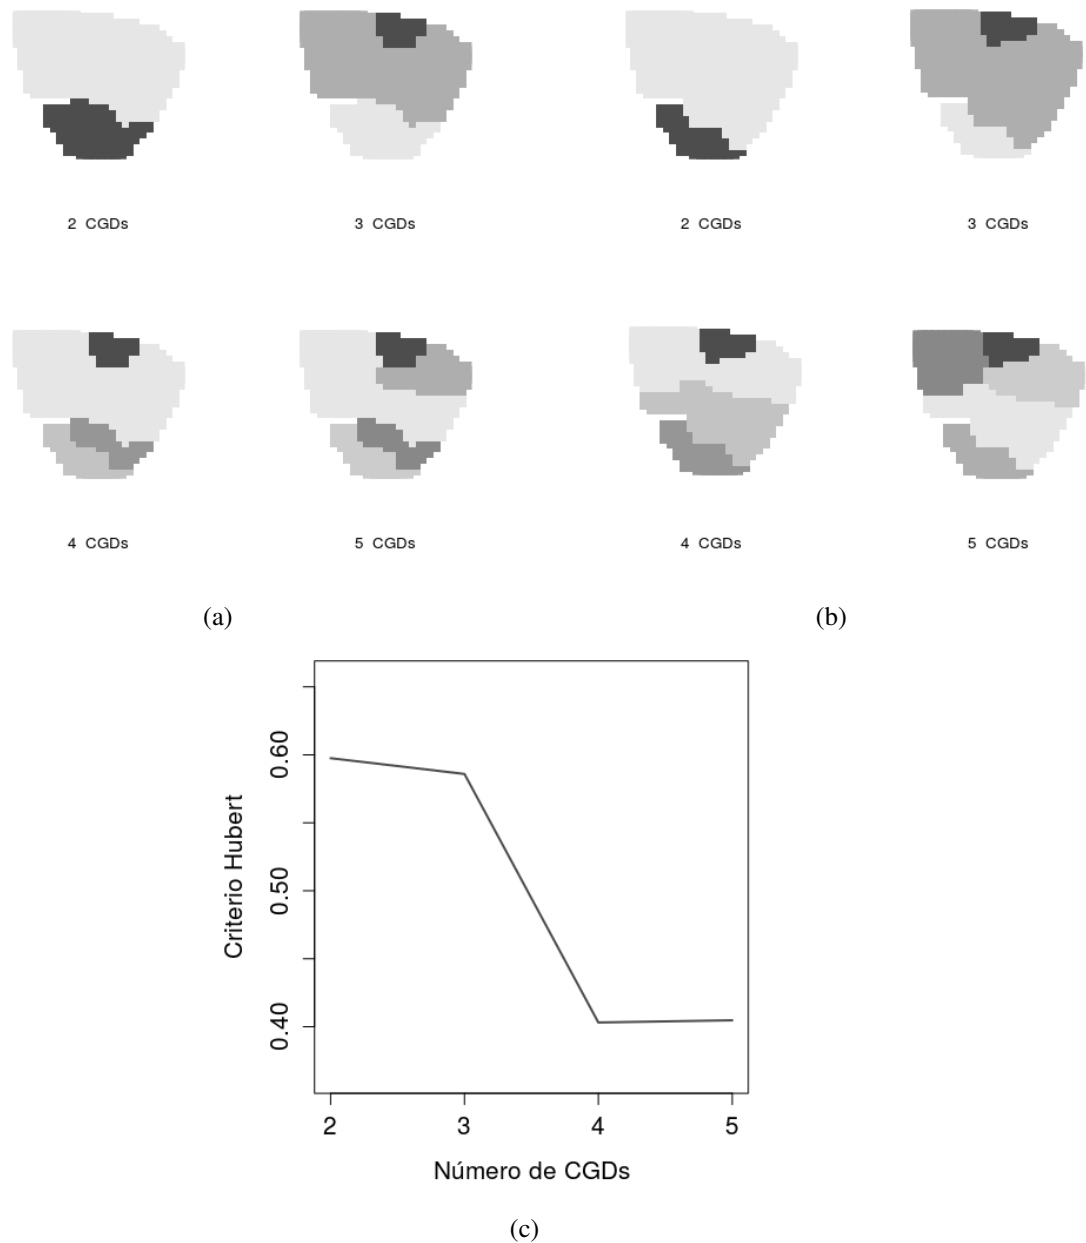 2 CGDs
3 CGDs
2 CGDs
3 CGDs
4 CGDs
5 CGDs
4 CGDs
5 CGDs
(a)
(b)
0.60
0.50
0.40
Criterio Hubert
2
3
4
5
Número de CGDs
(c)